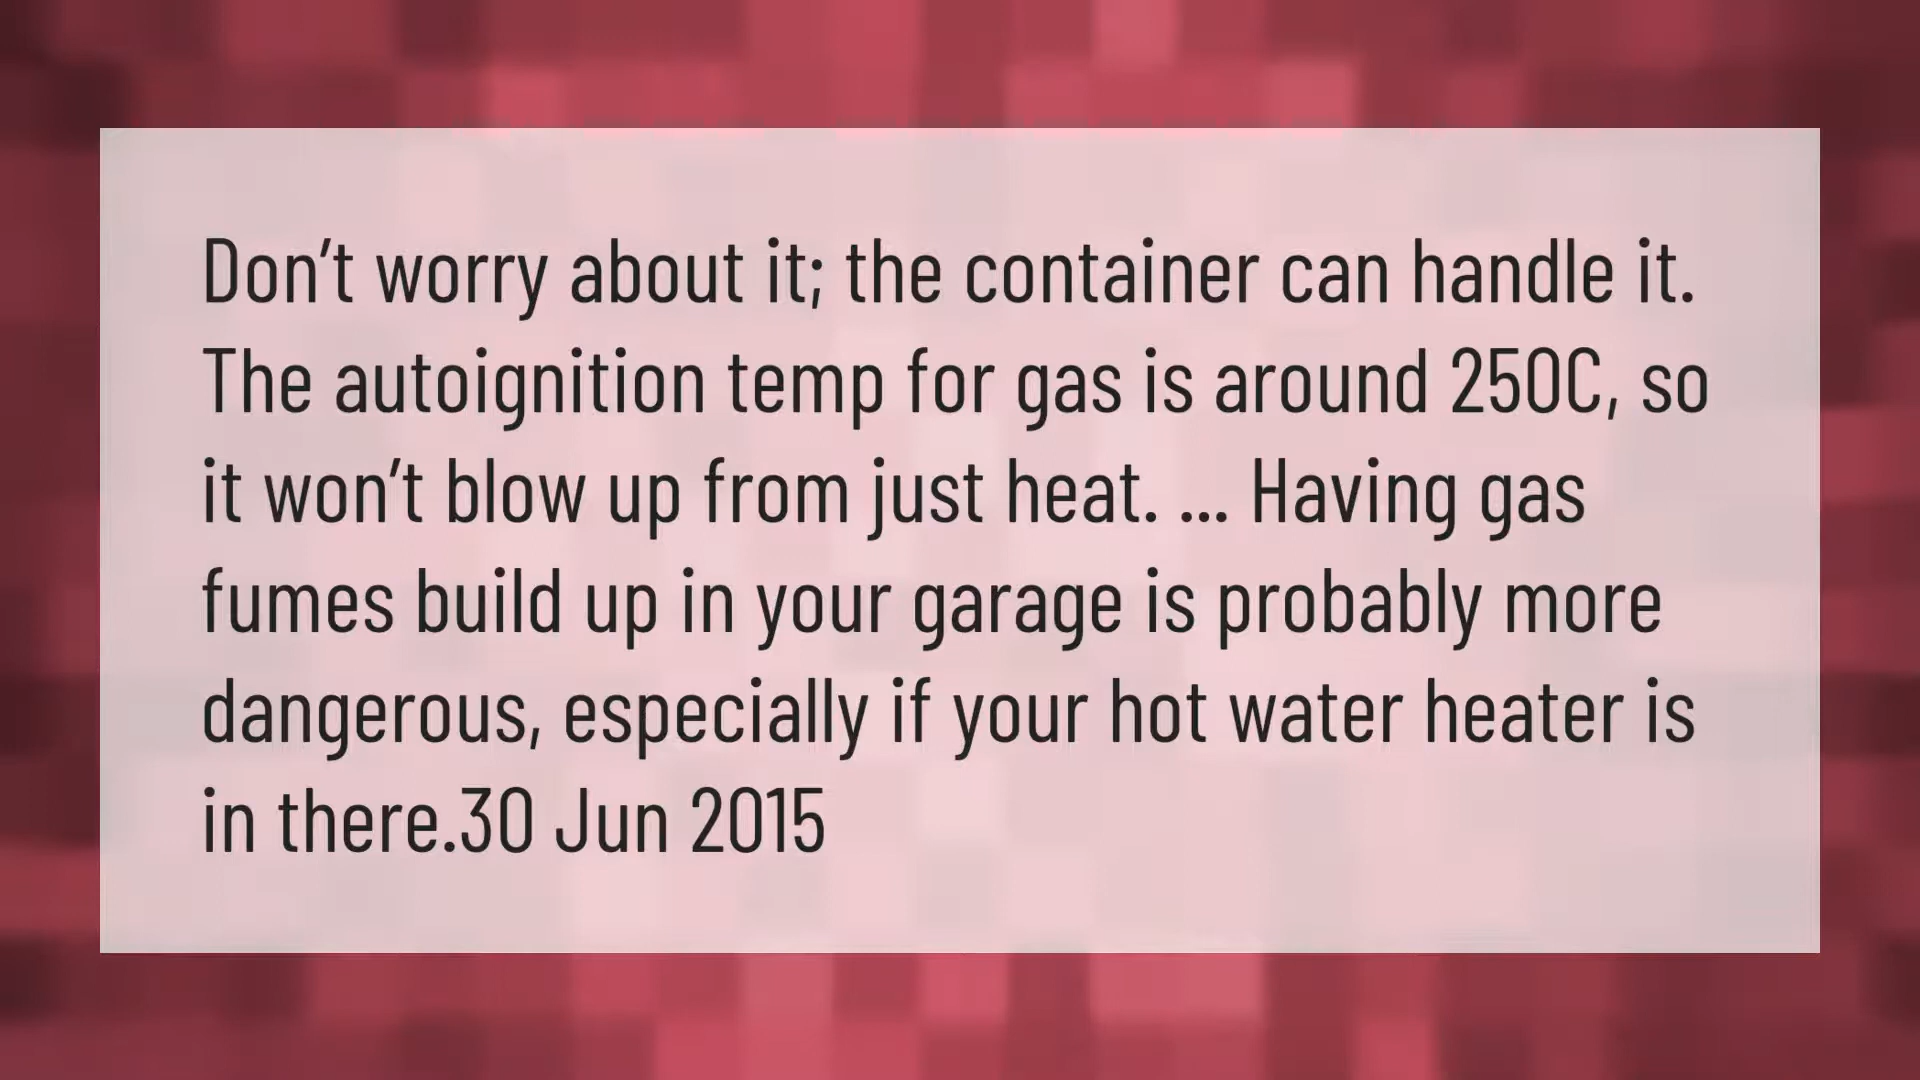 Don’t worry about it; the container can handle it.
The autoignition temp for gas is around 250C, so
it won’t blow up from just heat. ... Having gas
fumes build up in your garage is probably more
dangerous, especially if your hot water heater is
in there.30 Jun 2015